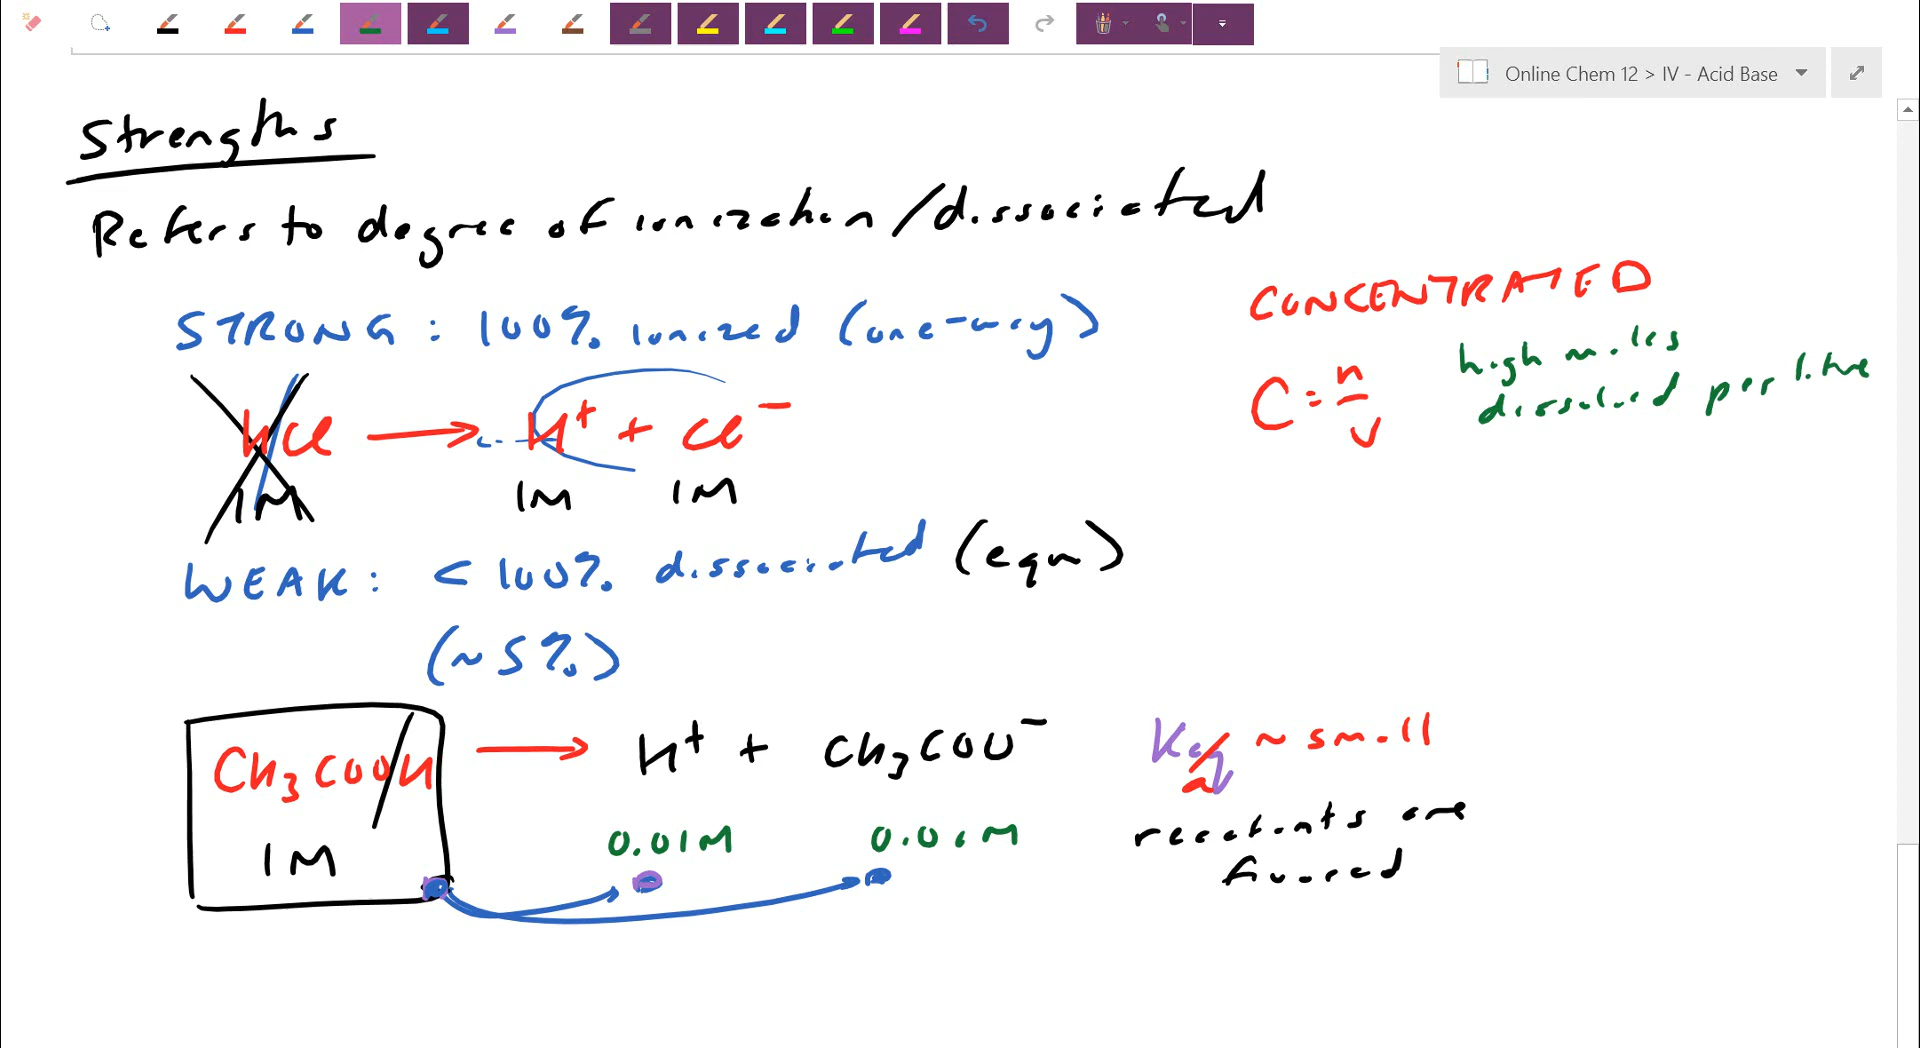 Online Chem 12 > IV - Acid Base
Strengths
Refers to degree of ionization/dissociated
STRONG: 100% ionized (one-way)
HCl → H⁺ + Cl⁻
1M 1M 1M
WEAK: < 100% dissociated (eqm)
(~5%)
CH₃COOH → H⁺ + CH₃COO⁻
1M 0.01M 0.01M
CONCENTRATED
C = n/V
high moles
dissolved per litre
Keq a ~ small
reactants are
favored